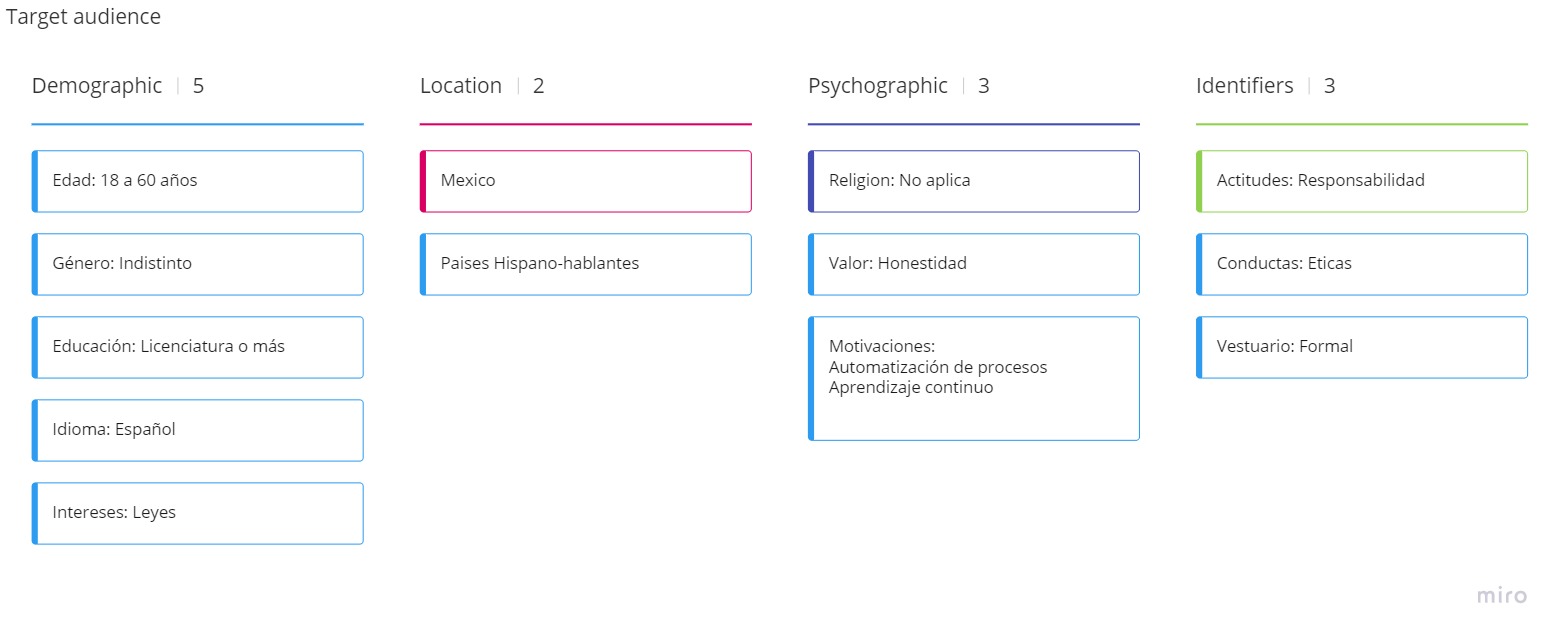 Target audience
Demographic | 5
Edad: 18 a 60 años
Género: Indistinto
Educación: Licenciatura o más
Idioma: Español
Intereses: Leyes
Location | 2
Mexico
Paises Hispano-hablantes
Psychographic | 3
Religion: No aplica
Valor: Honestidad
Motivaciones:
Automatización de procesos
Aprendizaje continuo
Identifiers | 3
Actitudes: Responsabilidad
Conductas: Eticas
Vestuario: Formal
miro